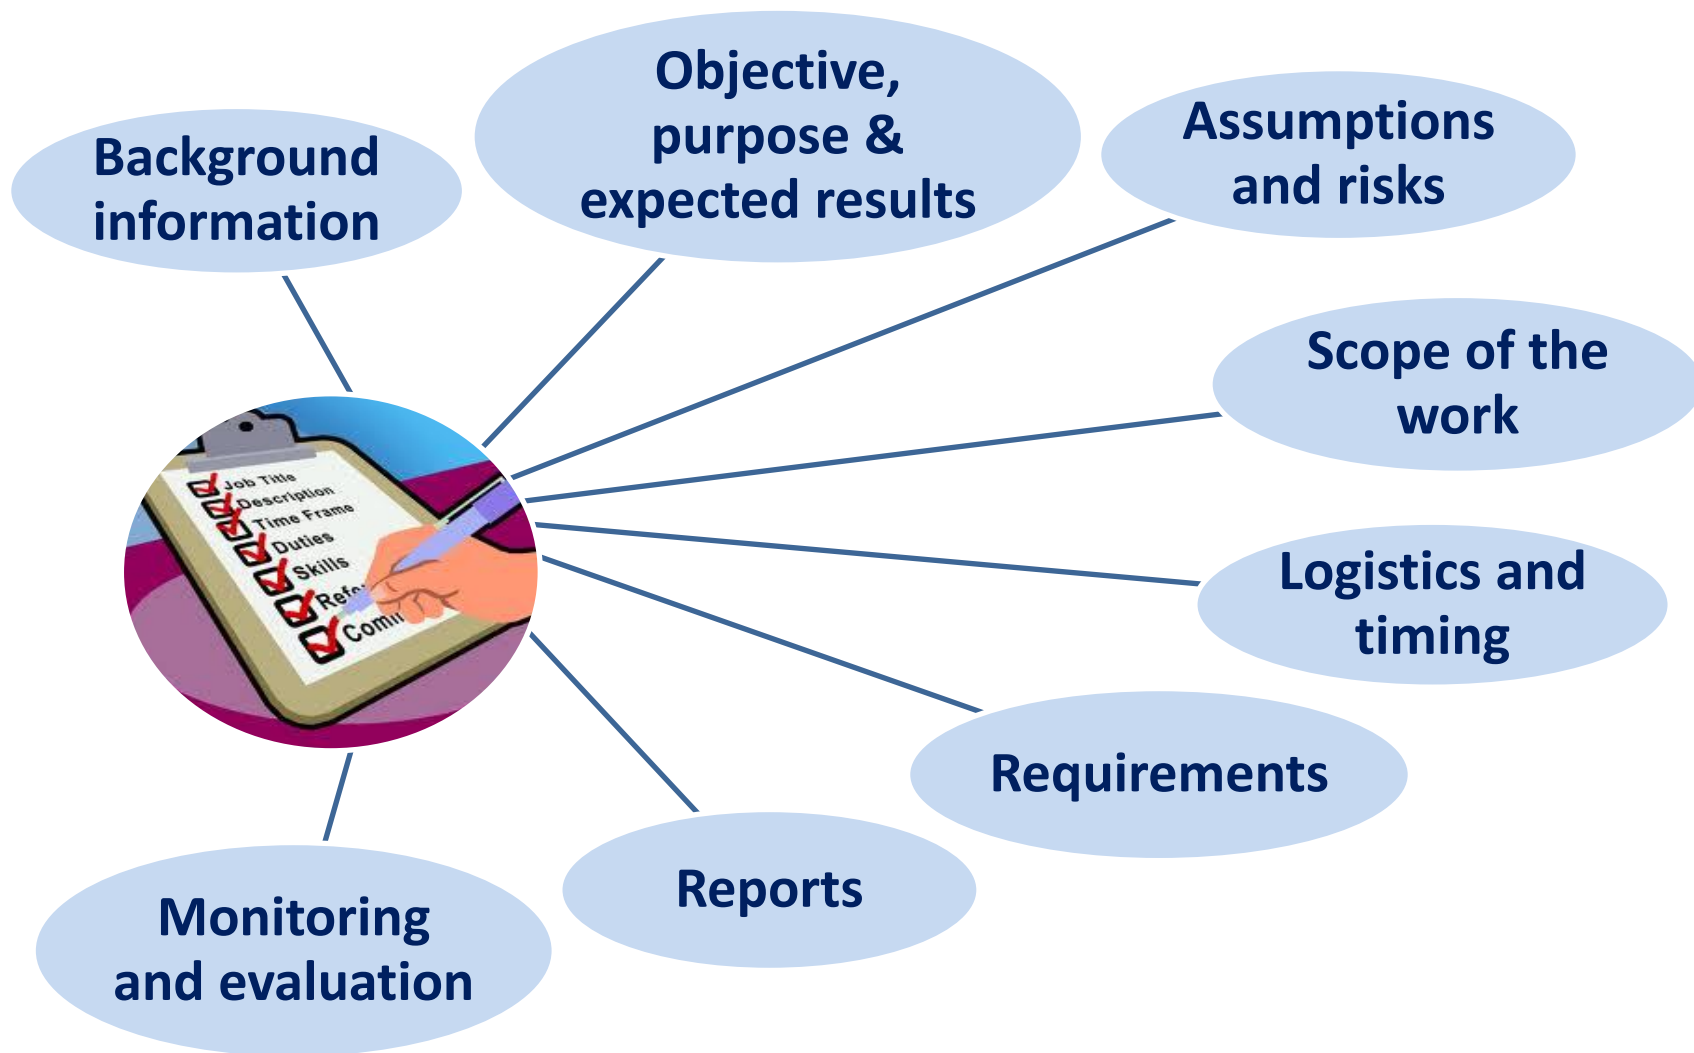 Objective,
purpose &
expected results
Assumptions
and risks
Background
information
Scope of the
work
Job Title
Description
Time Frame
Duties
Skills
Logistics and
timing
Requirements
Reports
Monitoring
and evaluation